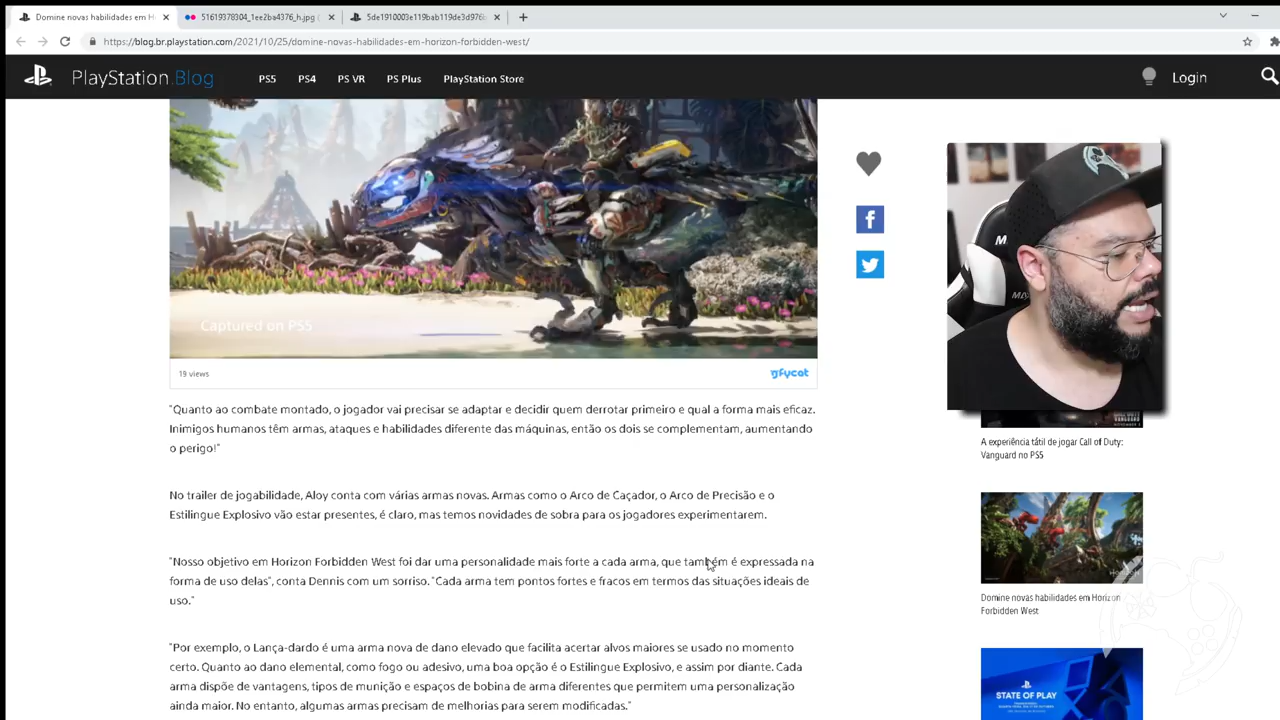 Domine novas habilidades em H
51619378304_1ee2ba4376_h.jpg (
5de1910003e119bab119de3d976b
https://blog.br.playstation.com/2021/10/25/domine-novas-habilidades-em-horizon-forbidden-west/
PlayStation.Blog
PS5
PS4
PS VR
PS Plus
PlayStation Store
Login
Captured on PS5
19 views
gfycat
"Quanto ao combate montado, o jogador vai precisar se adaptar e decidir quem derrotar primeiro e qual a forma mais eficaz.
Inimigos humanos têm armas, ataques e habilidades diferente das máquinas, então os dois se complementam, aumentando
o perigo!"
No trailer de jogabilidade, Aloy conta com várias armas novas. Armas como o Arco de Caçador, o Arco de Precisão e o
Estilingue Explosivo vão estar presentes, é claro, mas temos novidades de sobra para os jogadores experimentarem.
"Nosso objetivo em Horizon Forbidden West foi dar uma personalidade mais forte a cada arma, que também é expressada na
forma de uso delas", conta Dennis com um sorriso. "Cada arma tem pontos fortes e fracos em termos das situações ideais de
uso."
"Por exemplo, o Lança-dardo é uma arma nova de dano elevado que facilita acertar alvos maiores se usado no momento
certo. Quanto ao dano elemental, como fogo ou adesivo, uma boa opção é o Estilingue Explosivo, e assim por diante. Cada
arma dispõe de vantagens, tipos de munição e espaços de bobina de arma diferentes que permitem uma personalização
ainda maior. No entanto, algumas armas precisam de melhorias para serem modificadas."
A experiência tátil de jogar Call of Duty:
Vanguard no PS5
HORIZON
Domine novas habilidades em Horizon
Forbidden West
STATE OF PLAY